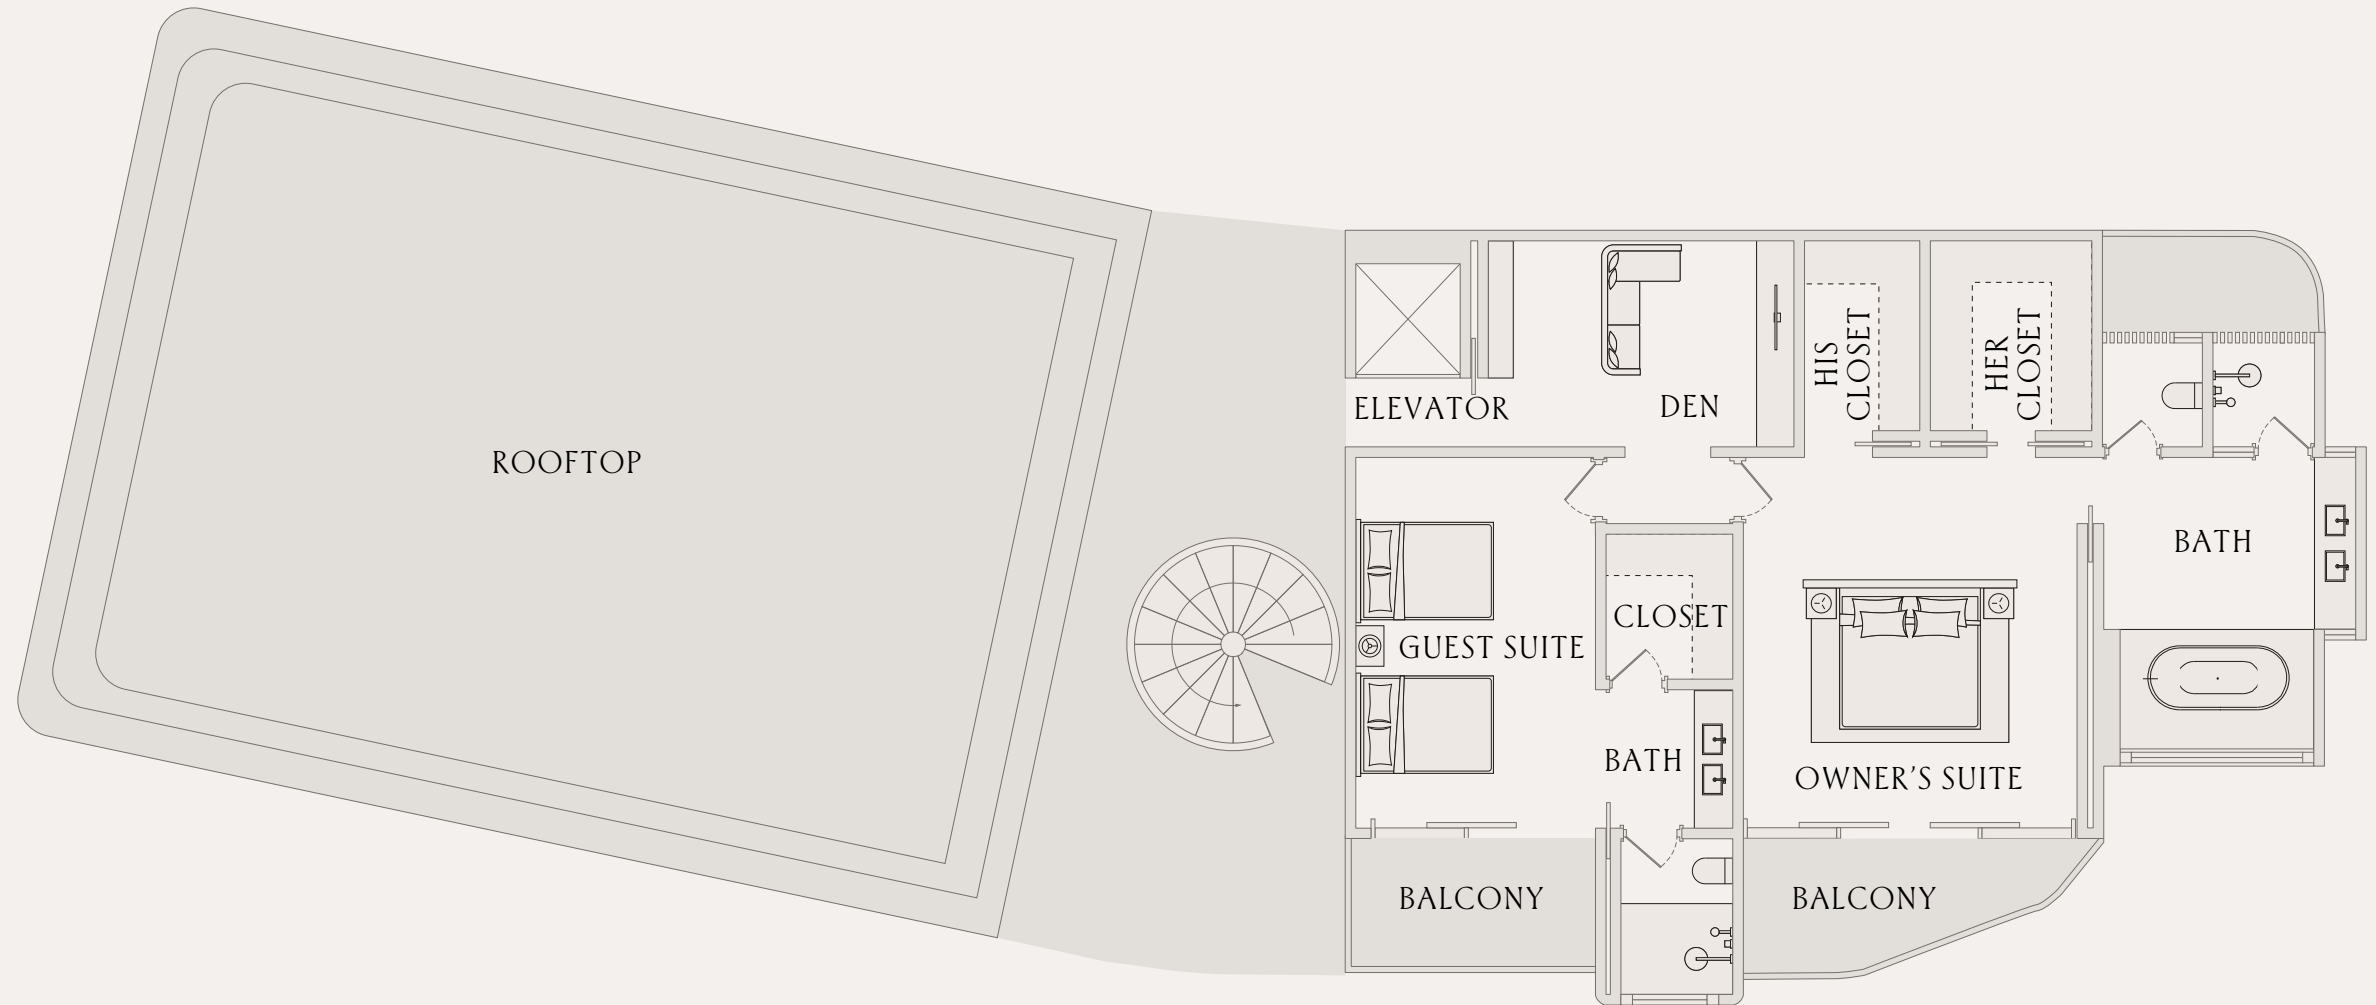 ROOFTOP
ELEVATOR
DEN
HIS
CLOSET
HER
CLOSET
BATH
CLOSET
GUEST SUITE
BATH
OWNER'S SUITE
BALCONY
BALCONY